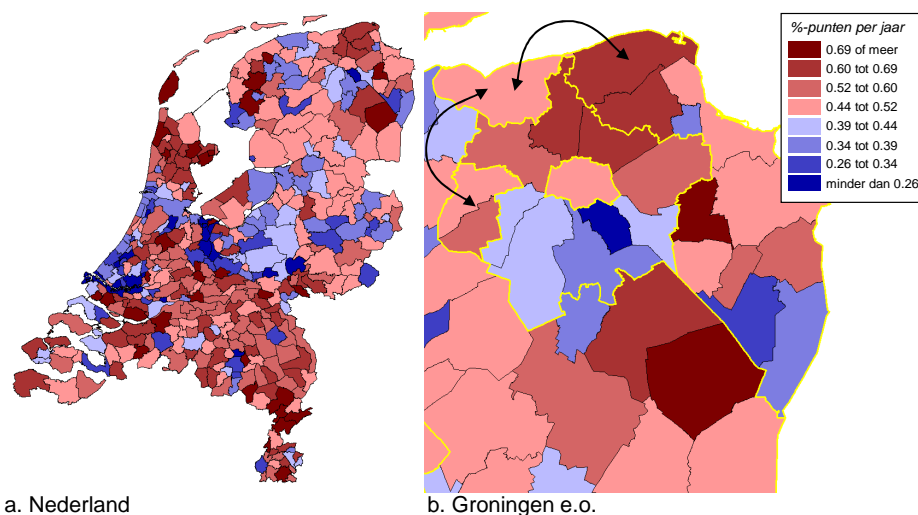 %-punten per jaar
0.69 of meer
0.60 tot 0.69
0.52 tot 0.60
0.44 tot 0.52
0.39 tot 0.44
0.34 tot 0.39
0.26 tot 0.34
minder dan 0.26
a. Nederland
b. Groningen e.o.